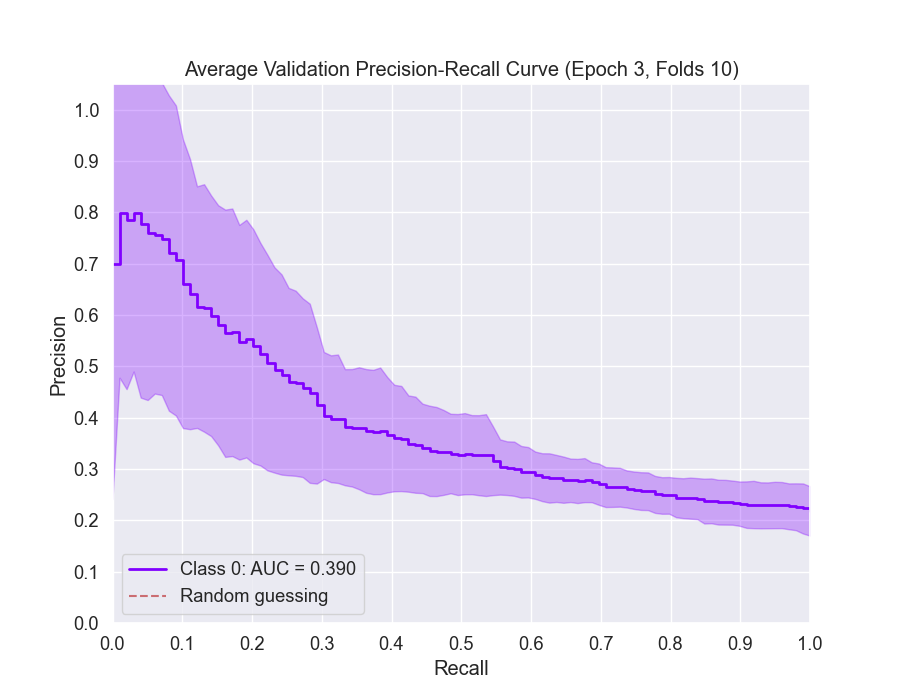 Average Validation Precision-Recall Curve (Epoch 3, Folds 10)
Precision
1.0
0.9
0.8
0.7
0.6
0.5
0.4
0.3
0.2
0.1
0.0
Class 0: AUC = 0.390
Random guessing
0.0 0.1 0.2 0.3 0.4 0.5 0.6 0.7 0.8 0.9 1.0
Recall